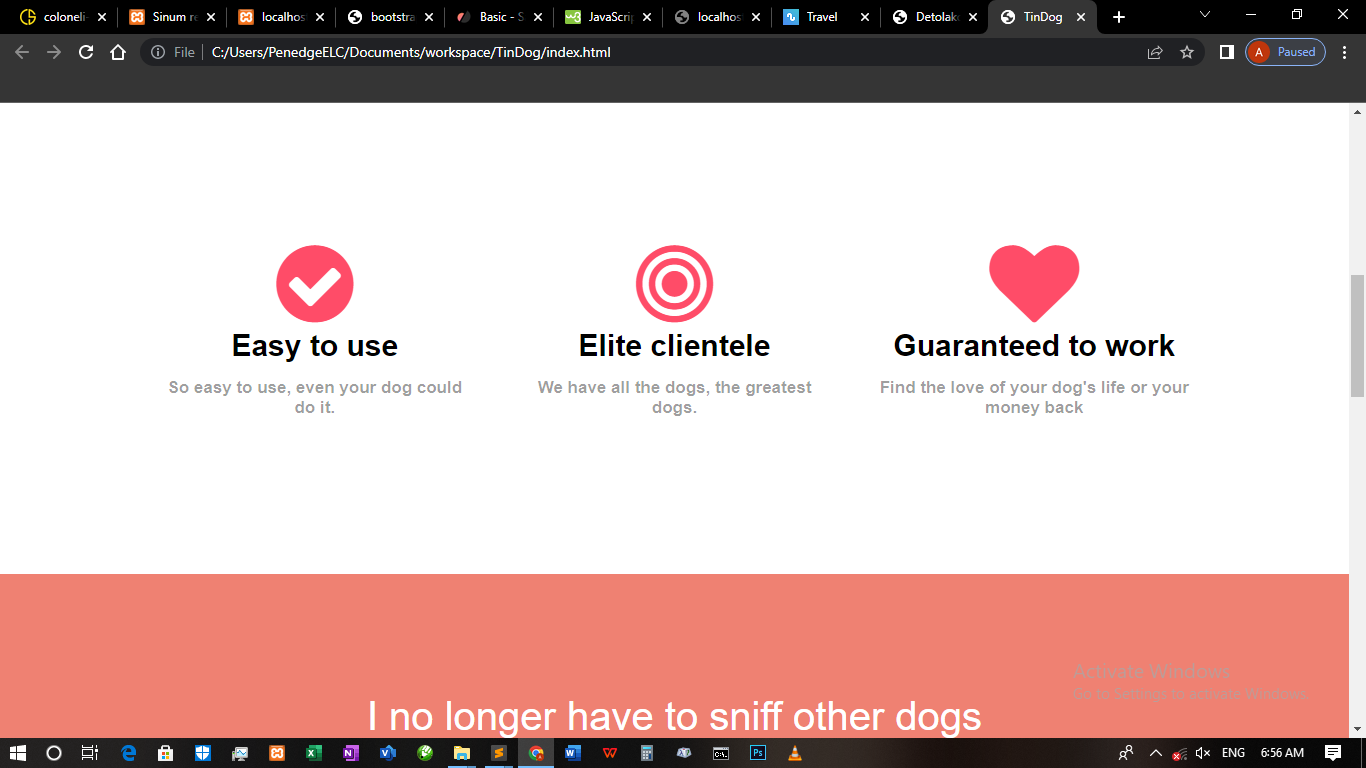 coloneli
Sinum re
localhos
bootstra
Basic - S
JavaScri
localhos
Travel
Detolak
TinDog
File
C:/Users/PenedgeELC/Documents/workspace/TinDog/index.html
A
Paused
Easy to use
Elite clientele
Guaranteed to work
So easy to use, even your dog could
do it.
We have all the dogs, the greatest
dogs.
Find the love of your dog's life or your
money back
Activate Windows
Go to Settings to activate Windows.
I no longer have to sniff other dogs
ENG
6:56 AM